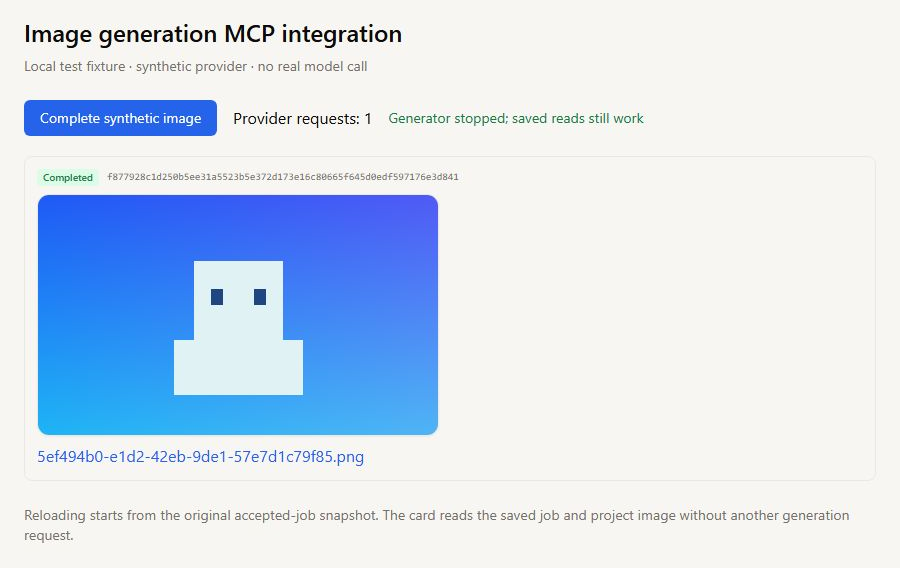 Image generation MCP integration
Local test fixture · synthetic provider · no real model call
Complete synthetic image
Provider requests: 1
Generator stopped; saved reads still work
Completed
f877928c1d250b5ee31a5523b5e372d173e16c80665f645d0edf597176e3d841
5ef494b0-e1d2-42eb-9de1-57e7d1c79f85.png
Reloading starts from the original accepted-job snapshot. The card reads the saved job and project image without another generation
request.